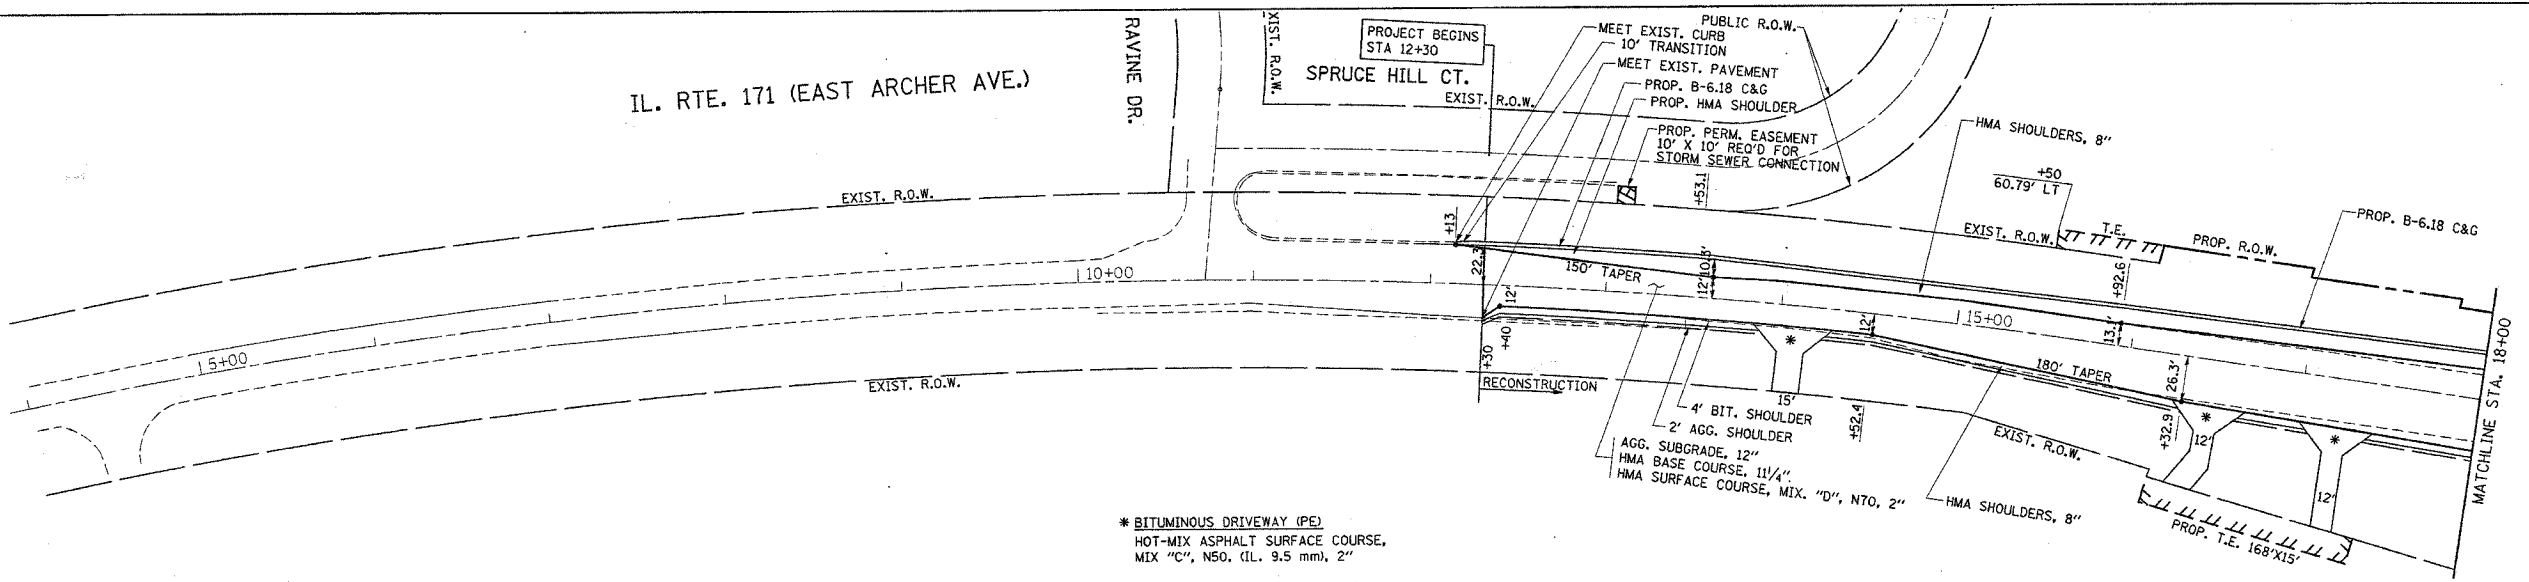 IL. RTE. 171 (EAST ARCHER AVE.)
RAVINE DR.
XIST. R.O.W.
PROJECT BEGINS
STA 12+30
SPRUCE HILL CT.
EXIST. R.O.W.
PUBLIC R.O.W.
MEET EXIST. CURB
10' TRANSITION
MEET EXIST. PAVEMENT
PROP. B-6.18 C&G
PROP. HMA SHOULDER
PROP. PERM. EASEMENT
10' X 10' REQ'D FOR
STORM SEWER CONNECTION
HMA SHOULDERS, 8"
+50
60.79' LT
+53.1
EXIST. R.O.W.
T.E.
PROP. R.O.W.
PROP. B-6.18 C&G
EXIST. R.O.W.
+13
22.3
150' TAPER
10.3'
12'
12'
10+00
15+00
5+00
+92.6
13.1'
12'
180' TAPER
26.3'
MATCHLINE STA. 18+00
EXIST. R.O.W.
+30
+40
RECONSTRUCTION
*
15'
+52.4
4' BIT. SHOULDER
2' AGG. SHOULDER
AGG. SUBGRADE, 12"
HMA BASE COURSE, 11 1/4"
HMA SURFACE COURSE, MIX. "D", N70, 2"
HMA SHOULDERS, 8"
EXIST. R.O.W.
+32.9
*
12'
*
12'
PROP. T.E. 168'X15'
* BITUMINOUS DRIVEWAY (PE)
HOT-MIX ASPHALT SURFACE COURSE,
MIX "C", N50, (IL. 9.5 mm), 2"